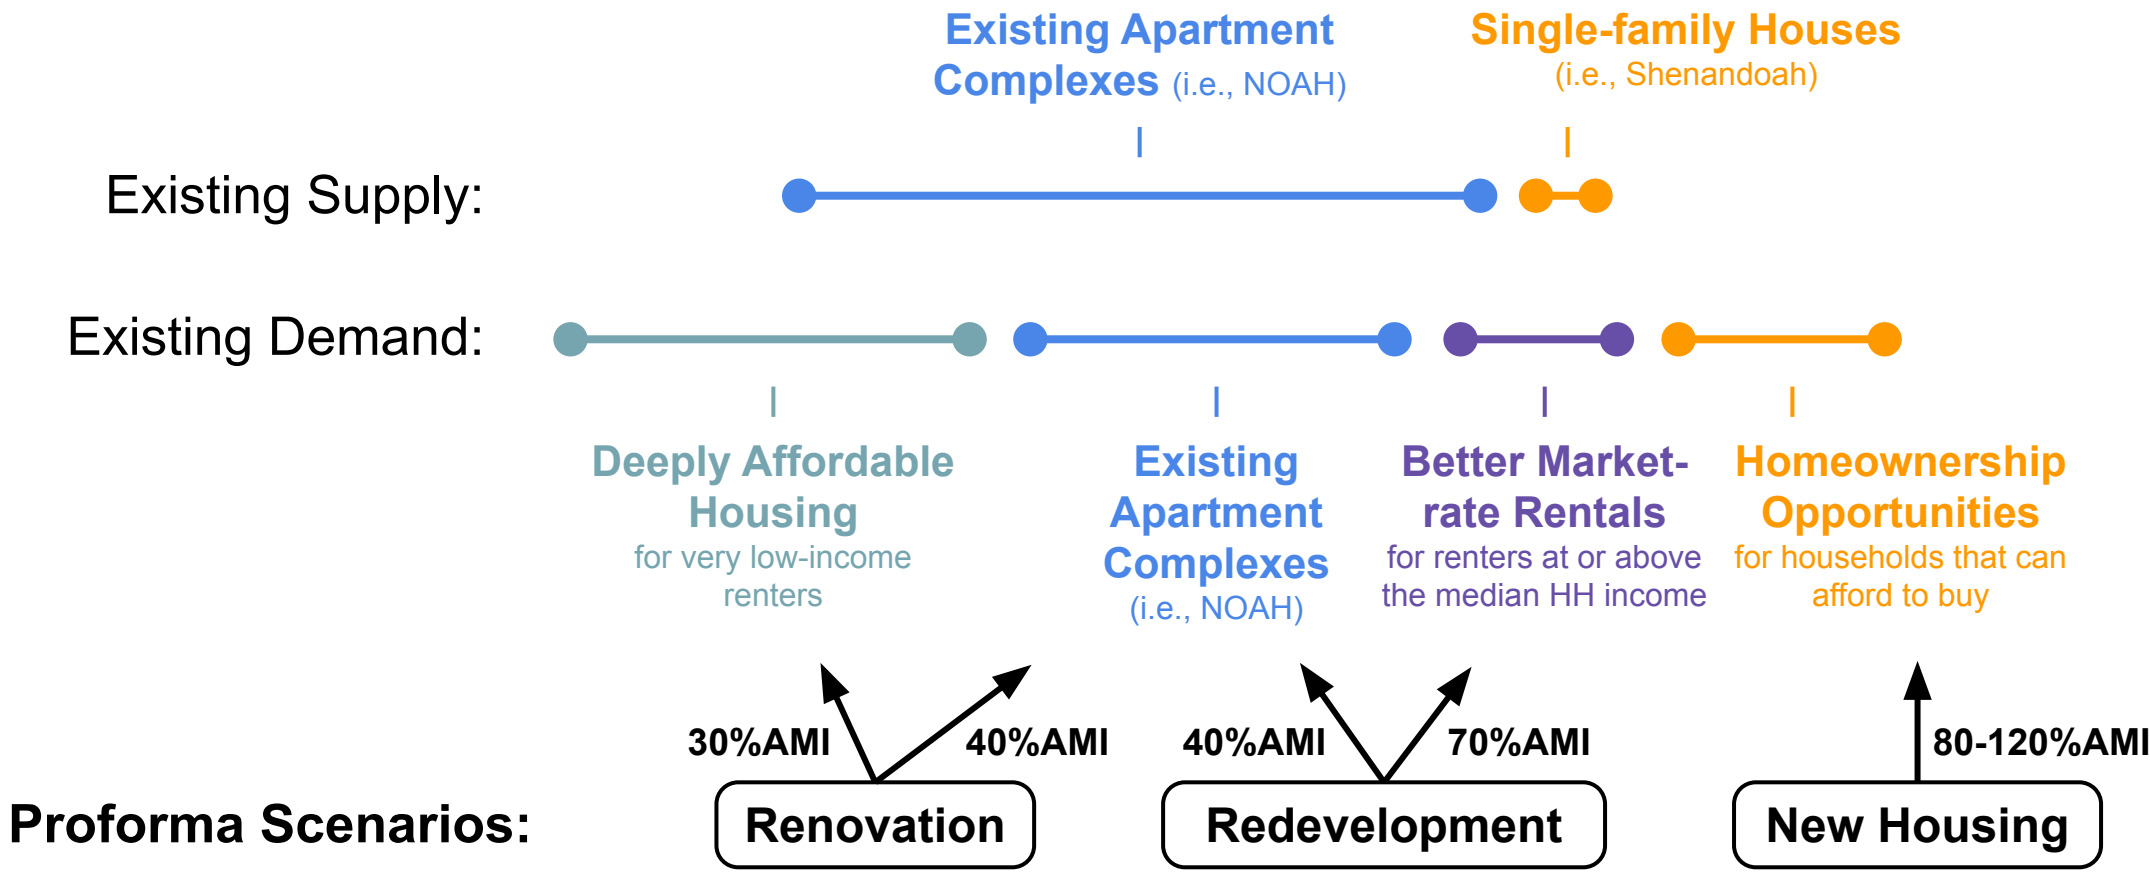 Existing Apartment
Complexes (i.e., NOAH)
Single-family Houses
(i.e., Shenandoah)
Existing Supply:
Existing Demand:
Deeply Affordable
Housing
for very low-income
renters
Existing
Apartment
Complexes
(i.e., NOAH)
Better Market-
rate Rentals
for renters at or above
the median HH income
Homeownership
Opportunities
for households that can
afford to buy
30%AMI
40%AMI
40%AMI
70%AMI
80-120%AMI
Proforma Scenarios:
Renovation
Redevelopment
New Housing